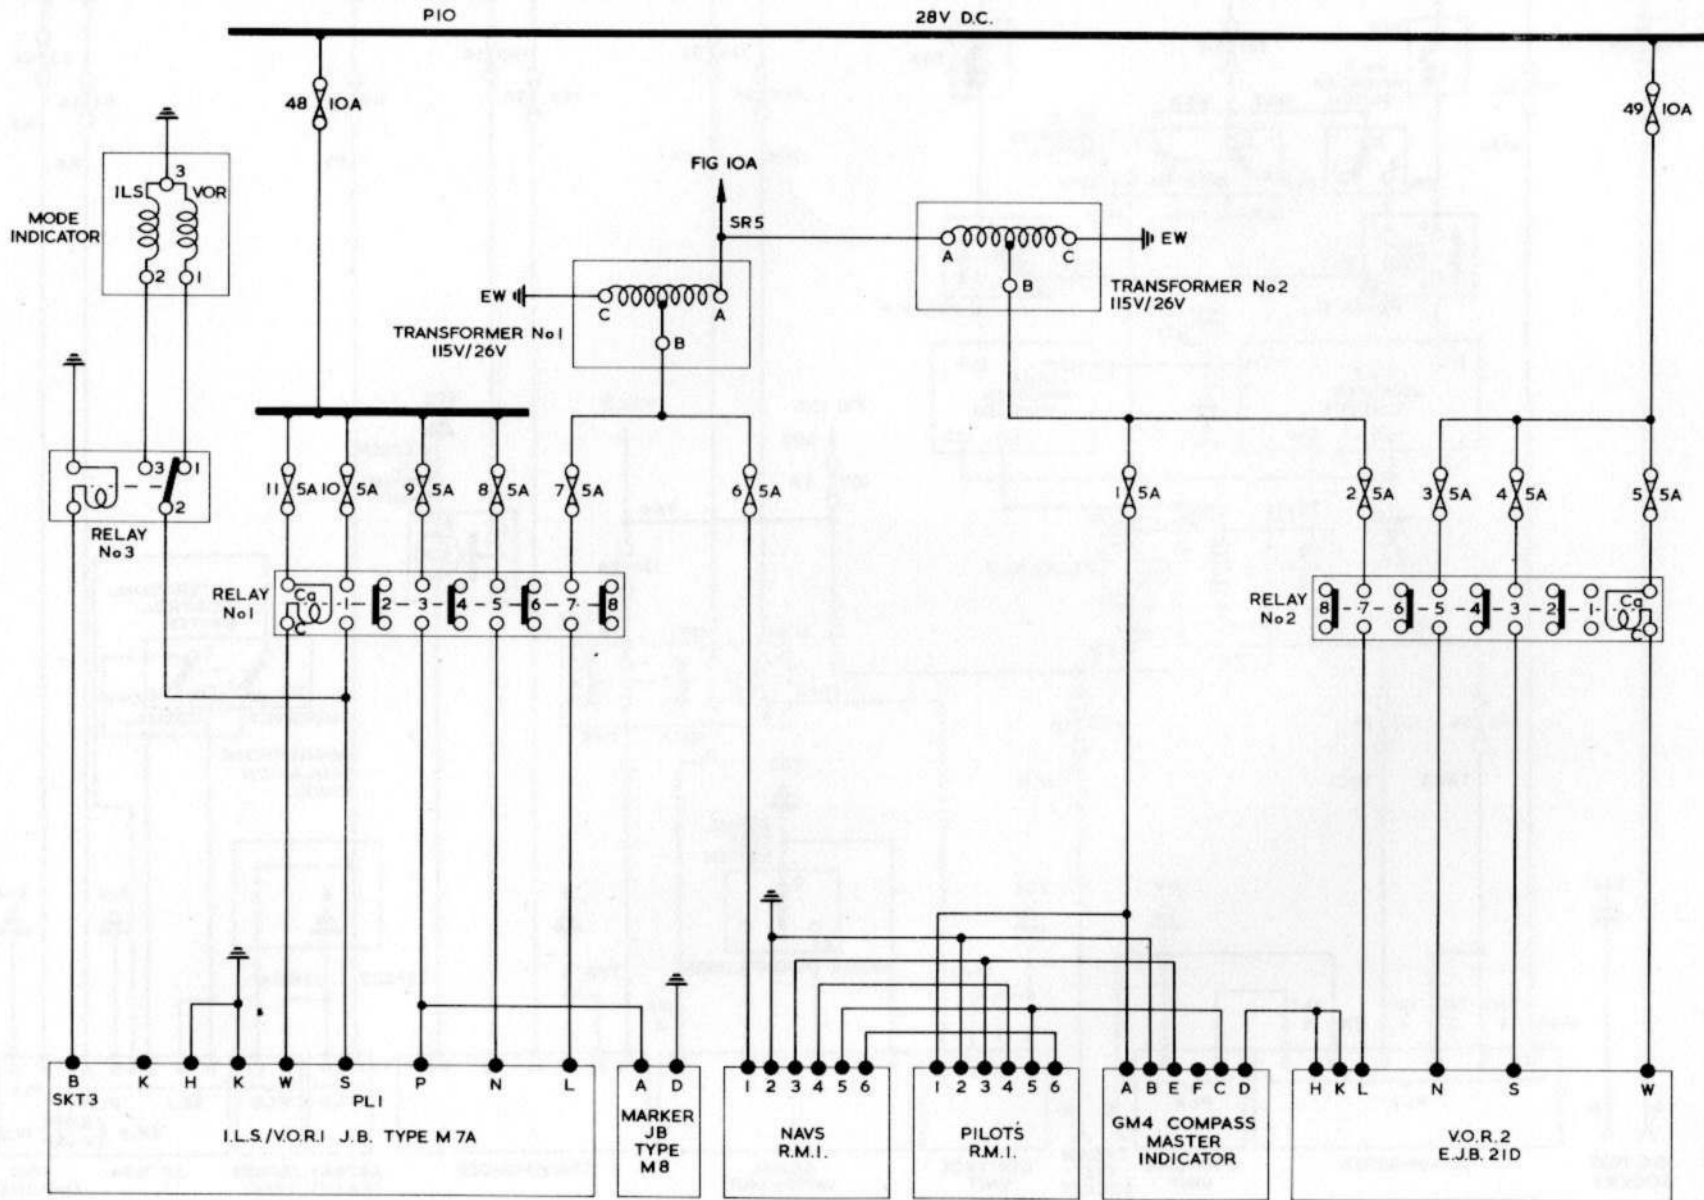 P10
28V D.C.
48 10A
49 10A
FIG 10A
SR5
3
ILS VOR
MODE
INDICATOR
2 1
A C
EW
B
TRANSFORMER No2
115V/26V
EW
C A
TRANSFORMER No1
115V/26V
B
3 1
2
RELAY
No3
11 5A 10 5A 9 5A 8 5A 7 5A 6 5A 1 5A 2 5A 3 5A 4 5A 5 5A
RELAY
No1
Ca 1 2 3 4 5 6 7 8
C
RELAY
No2
8 7 6 5 4 3 2 1 Ca
C
B K H K W S P N L
SKT3 PL1
I.L.S./V.O.R.1 J.B. TYPE M7A
A D
MARKER
JB
TYPE
M8
1 2 3 4 5 6
NAVS
R.M.I.
1 2 3 4 5 6
PILOTS
R.M.I.
A B E F C D
GM4 COMPASS
MASTER
INDICATOR
H K L N S W
V.O.R.2
E.J.B. 21D